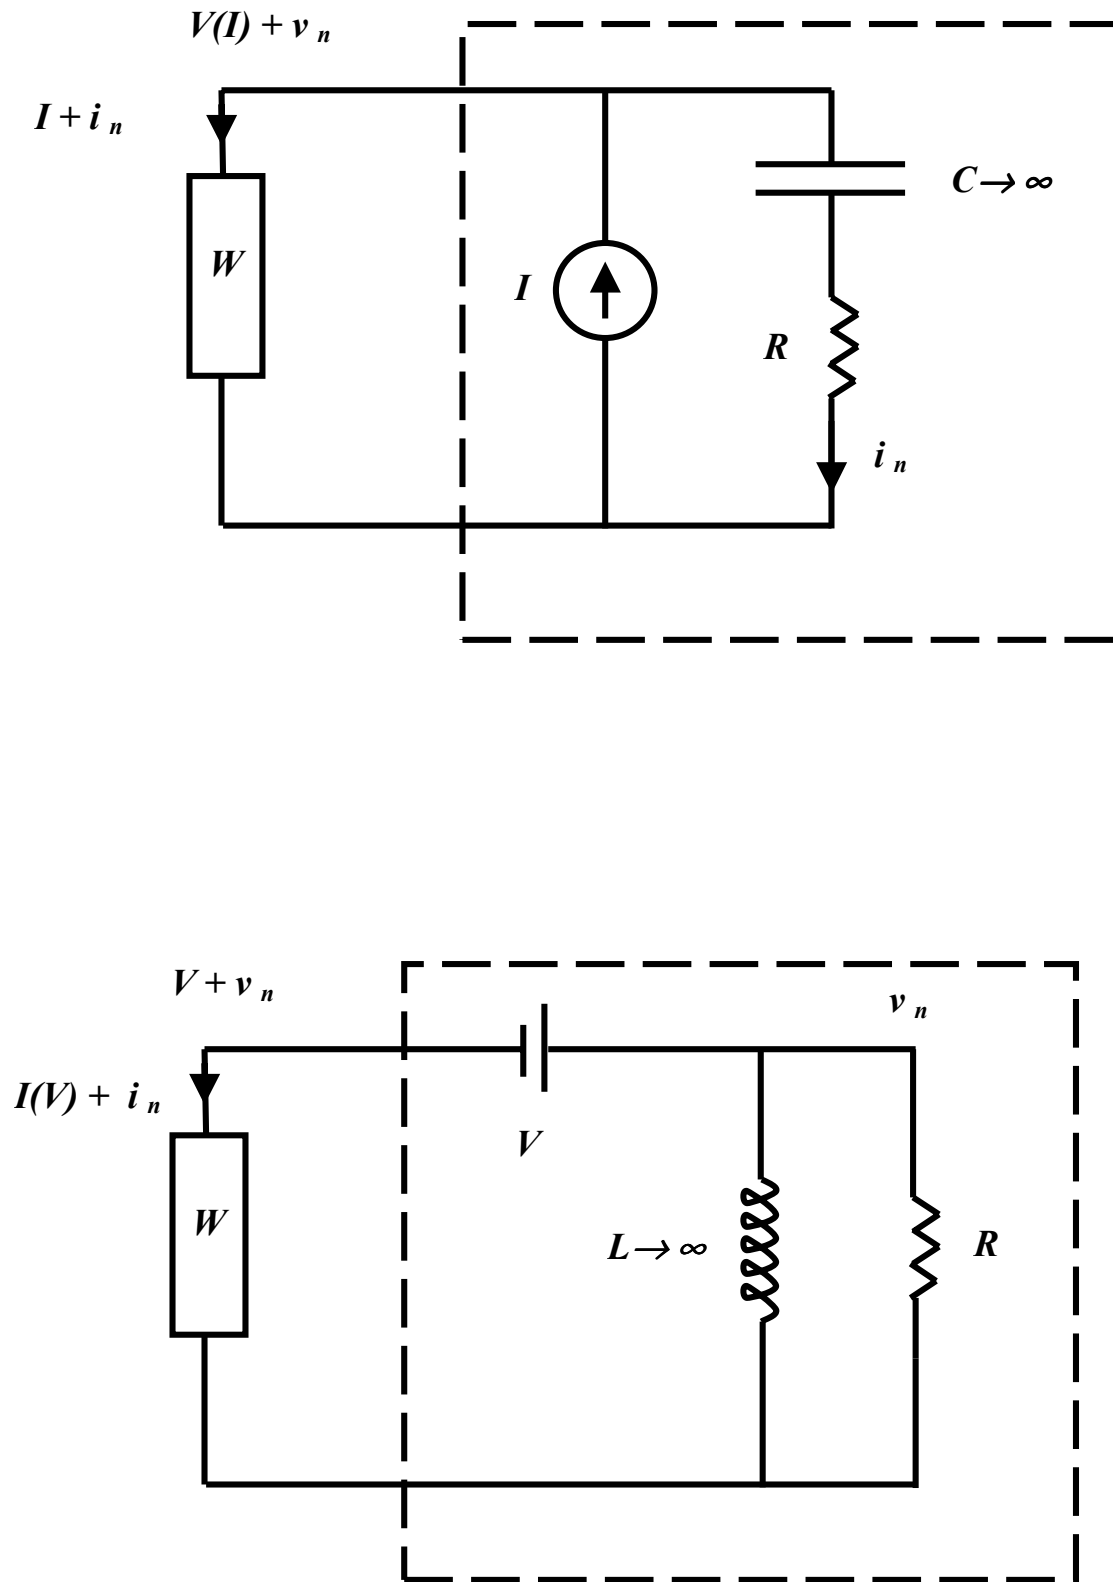 V(I) + v n
I + i n
C → ∞
W
I
R
i n
V + v n
v n
I(V) + i n
V
W
L → ∞
R